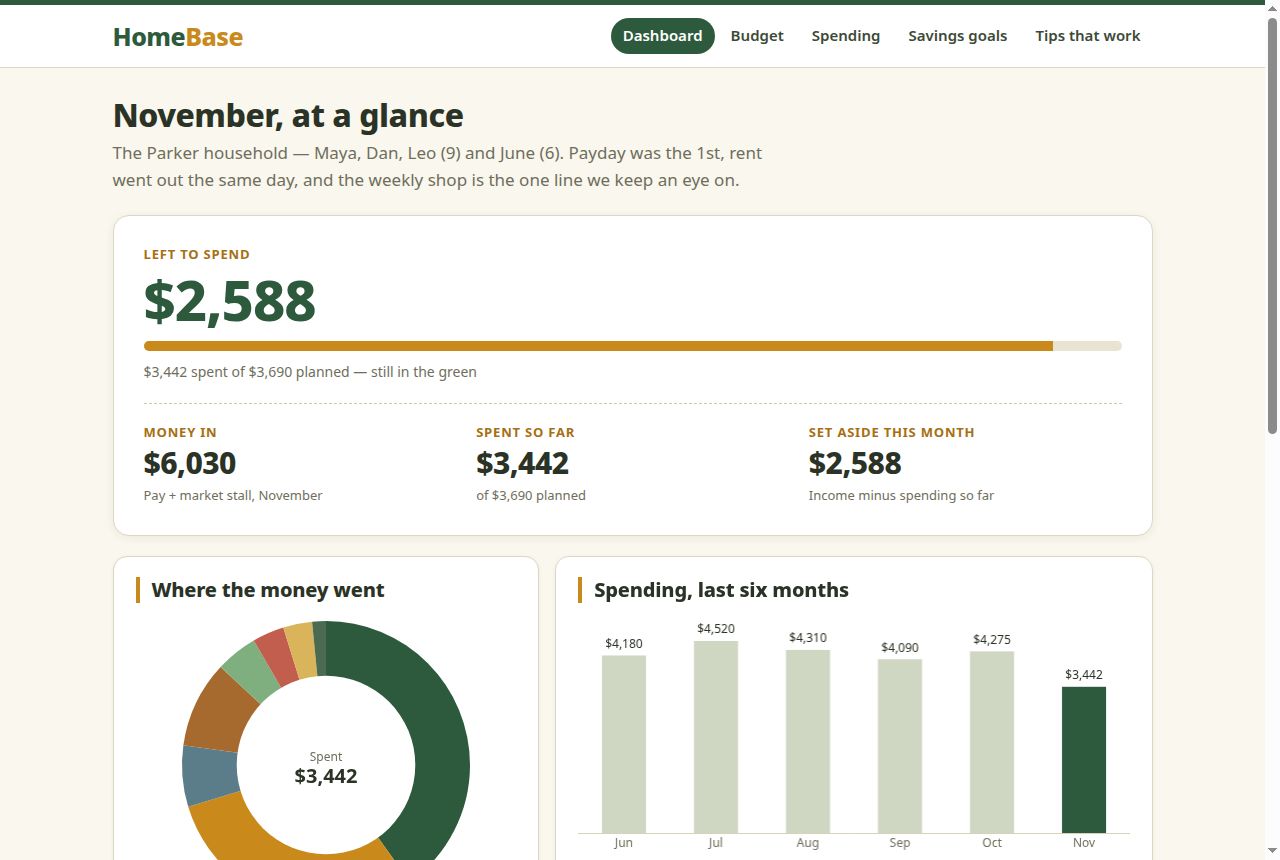 HomeBase
Dashboard
Budget
Spending
Savings goals
Tips that work
November, at a glance
The Parker household — Maya, Dan, Leo (9) and June (6). Payday was the 1st, rent
went out the same day, and the weekly shop is the one line we keep an eye on.
LEFT TO SPEND
$2,588
$3,442 spent of $3,690 planned — still in the green
MONEY IN
$6,030
Pay + market stall, November
SPENT SO FAR
$3,442
of $3,690 planned
SET ASIDE THIS MONTH
$2,588
Income minus spending so far
Where the money went
Spent
$3,442
Spending, last six months
$4,180
$4,520
$4,310
$4,090
$4,275
$3,442
Jun
Jul
Aug
Sep
Oct
Nov